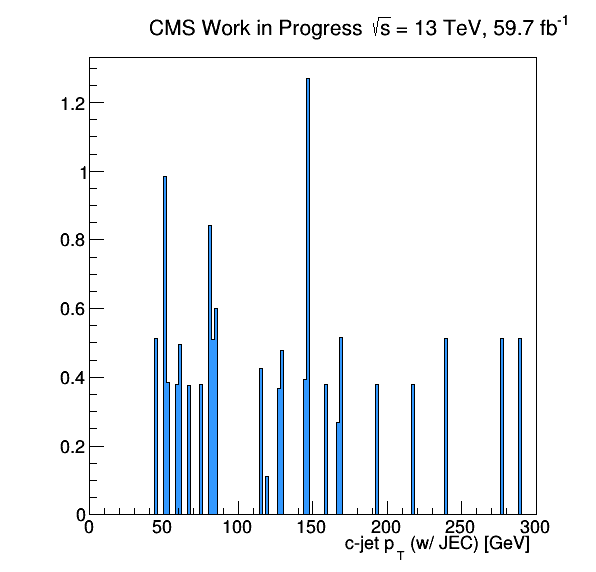 CMS Work in Progress √s = 13 TeV, 59.7 fb⁻¹
1.2
1
0.8
0.6
0.4
0.2
0
0 50 100 150 200 250 300
c-jet p_T (w/ JEC) [GeV]